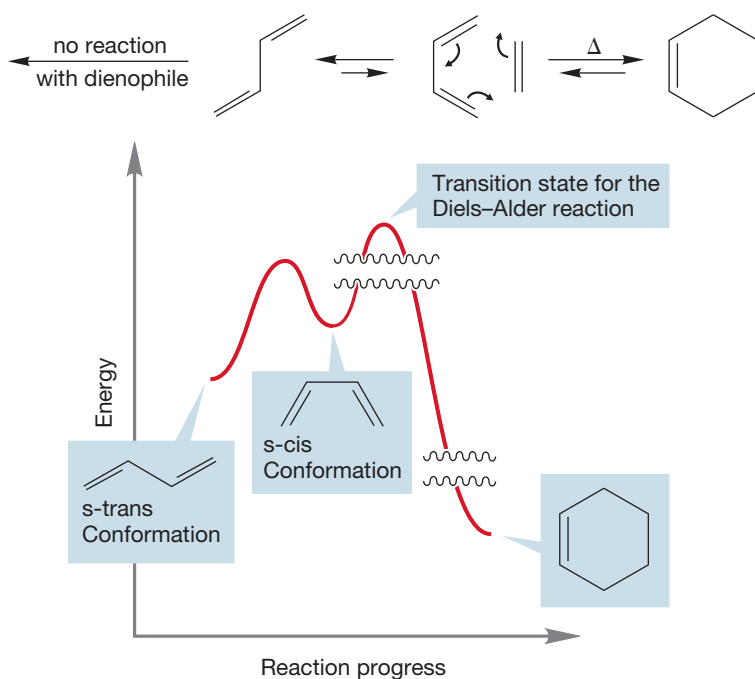 no reaction
with dienophile
Δ
Transition state for the
Diels–Alder reaction
Energy
s-cis
Conformation
s-trans
Conformation
Reaction progress